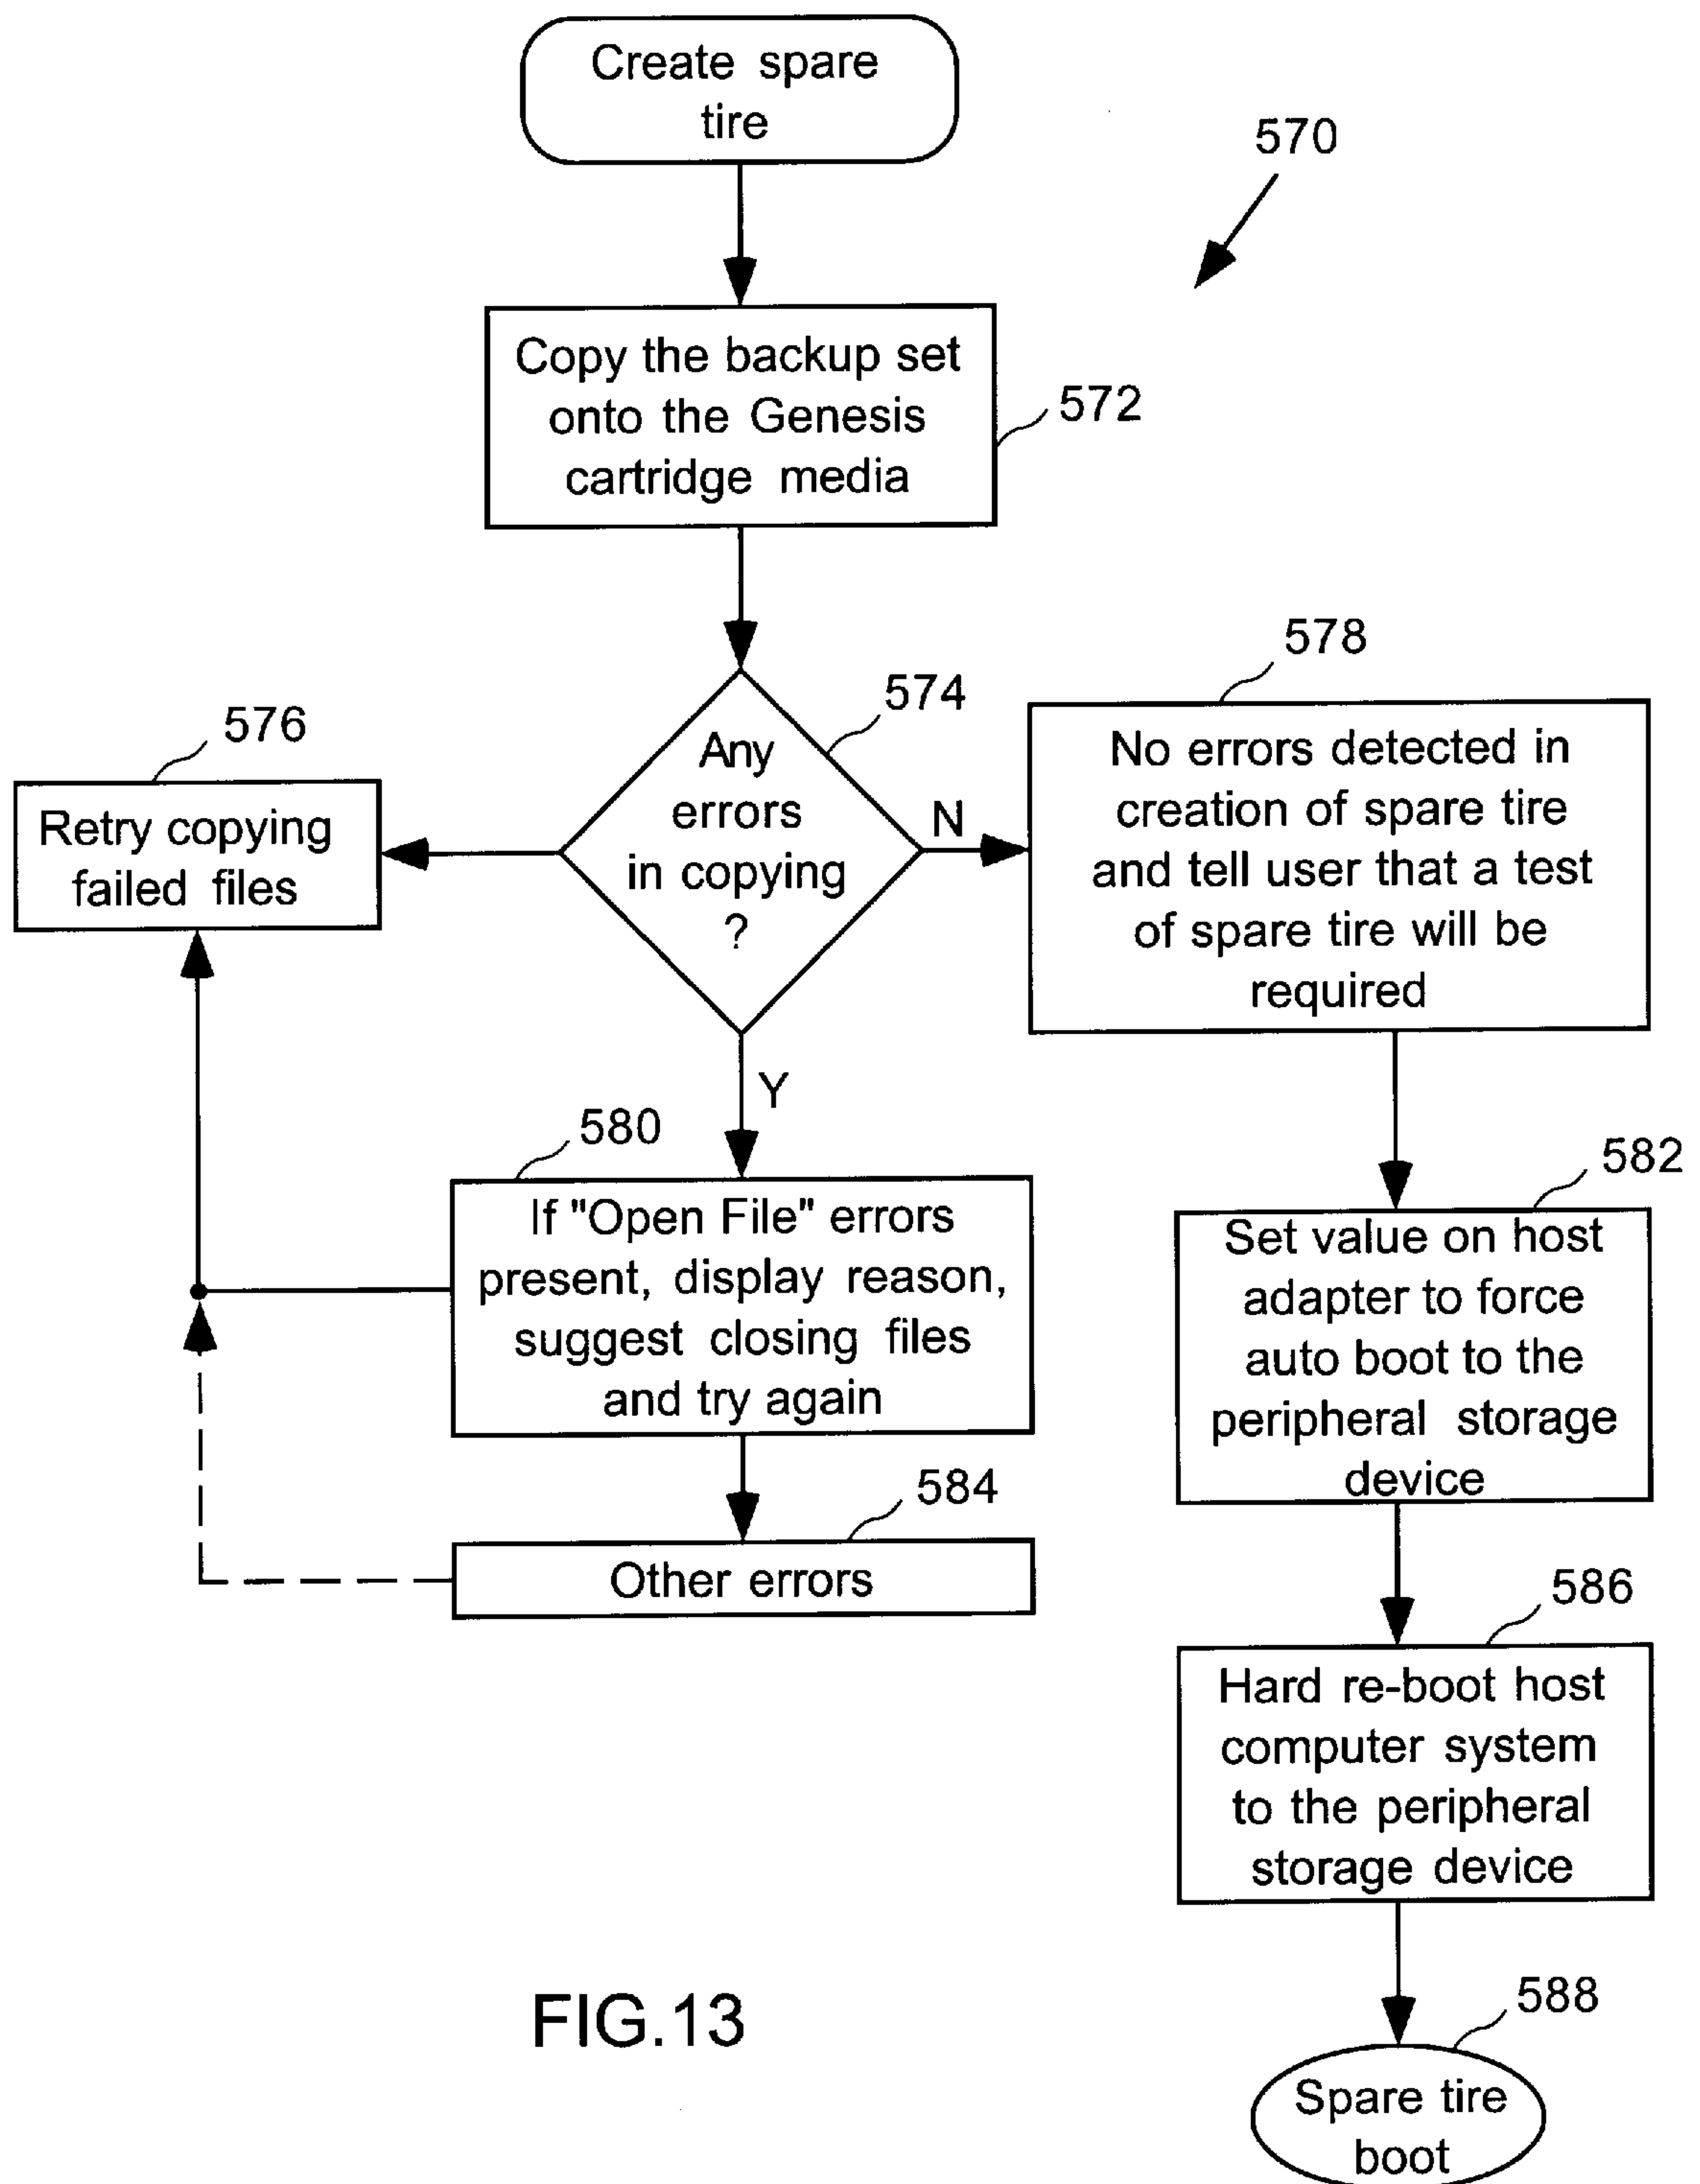 Create spare
tire
570
Copy the backup set
onto the Genesis
cartridge media
572
574
Any
errors
in copying
?
576
Retry copying
failed files
N
578
No errors detected in
creation of spare tire
and tell user that a test
of spare tire will be
required
Y
580
If "Open File" errors
present, display reason,
suggest closing files
and try again
582
Set value on host
adapter to force
auto boot to the
peripheral storage
device
584
Other errors
586
Hard re-boot host
computer system
to the peripheral
storage device
588
Spare tire
boot
FIG.13